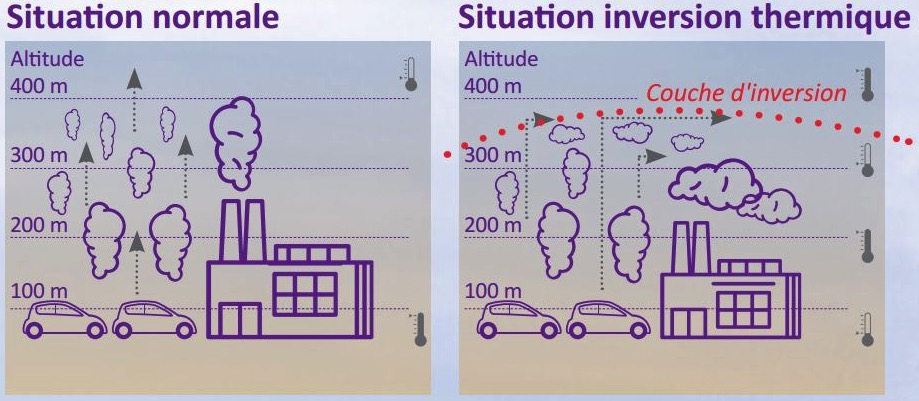 Situation normale
Altitude
400 m
300 m
200 m
100 m
Situation inversion thermique
Altitude
400 m
Couche d'inversion
300 m
200 m
100 m